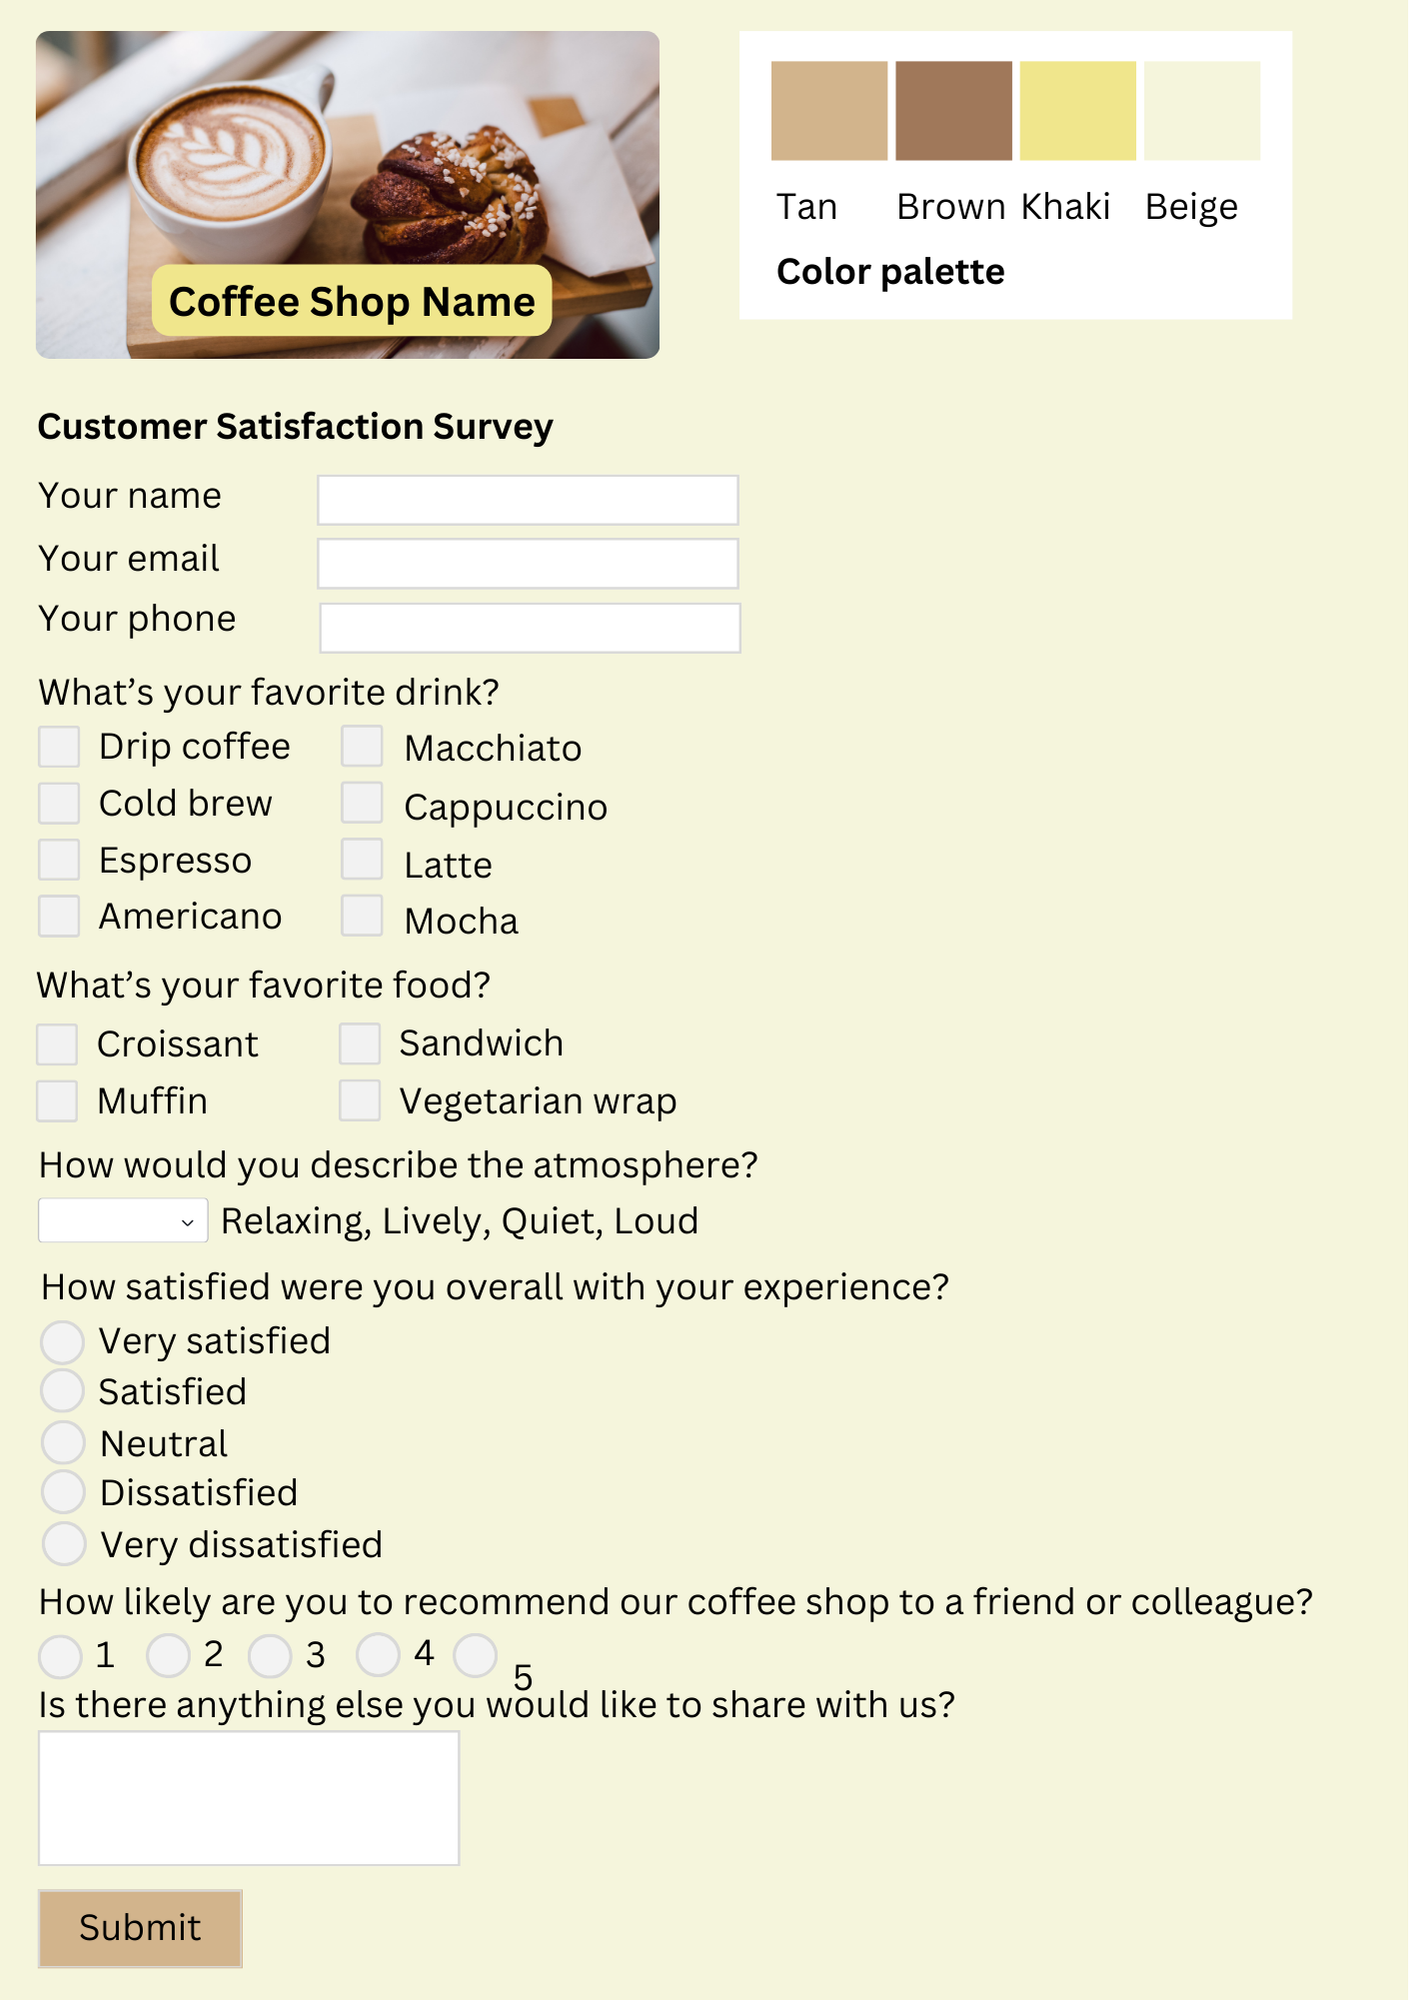 Coffee Shop Name
Tan Brown Khaki Beige
Color palette
Customer Satisfaction Survey
Your name
Your email
Your phone
What’s your favorite drink?
Drip coffee Macchiato
Cold brew Cappuccino
Espresso Latte
Americano Mocha
What’s your favorite food?
Croissant Sandwich
Muffin Vegetarian wrap
How would you describe the atmosphere?
Relaxing, Lively, Quiet, Loud
How satisfied were you overall with your experience?
Very satisfied
Satisfied
Neutral
Dissatisfied
Very dissatisfied
How likely are you to recommend our coffee shop to a friend or colleague?
1 2 3 4 5
Is there anything else you would like to share with us?
Submit